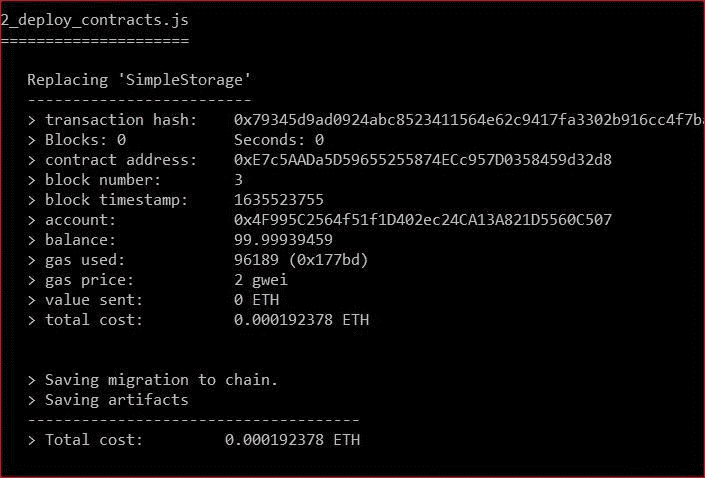 2_deploy_contracts.js
=====================
Replacing 'SimpleStorage'
-------------------------
> transaction hash: 0x79345d9ad0924abc8523411564e62c9417fa3302b916cc4f7ba
> Blocks: 0 Seconds: 0
> contract address: 0xE7c5AADa5D59655255874ECc957D0358459d32d8
> block number: 3
> block timestamp: 1635523755
> account: 0x4F995C2564f51f1D402ec24CA13A821D5560C507
> balance: 99.99939459
> gas used: 96189 (0x177bd)
> gas price: 2 gwei
> value sent: 0 ETH
> total cost: 0.000192378 ETH
> Saving migration to chain.
> Saving artifacts
-------------------------------------
> Total cost: 0.000192378 ETH